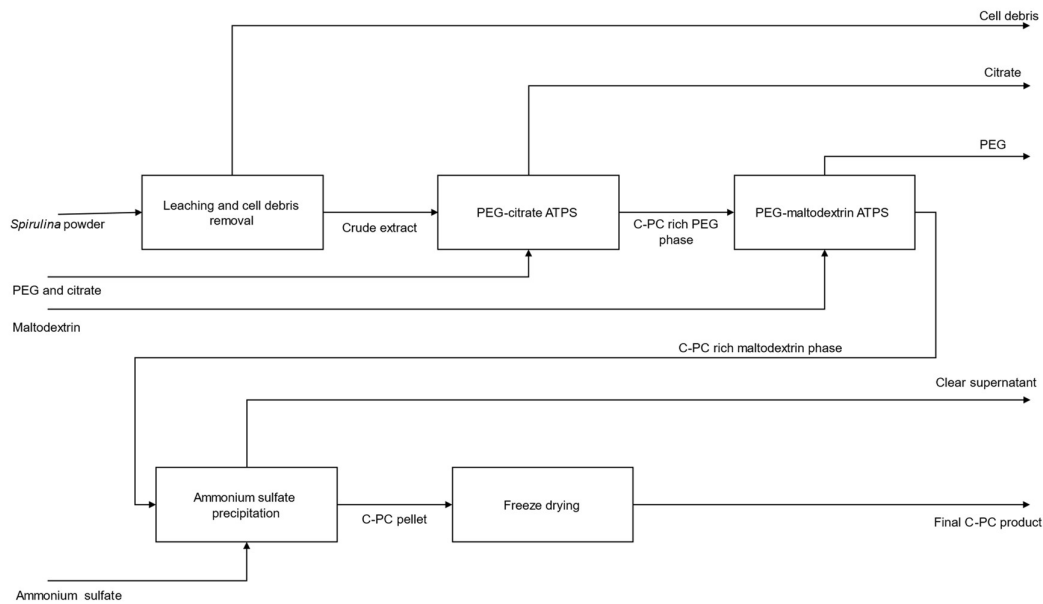 Cell debris
Citrate
PEG
Leaching and cell debris
removal
PEG-citrate ATPS
PEG-maltodextrin ATPS
Spirulina powder
Crude extract
C-PC rich PEG
phase
PEG and citrate
Maltodextrin
C-PC rich maltodextrin phase
Clear supernatant
Ammonium sulfate
precipitation
C-PC pellet
Freeze drying
Final C-PC product
Ammonium sulfate